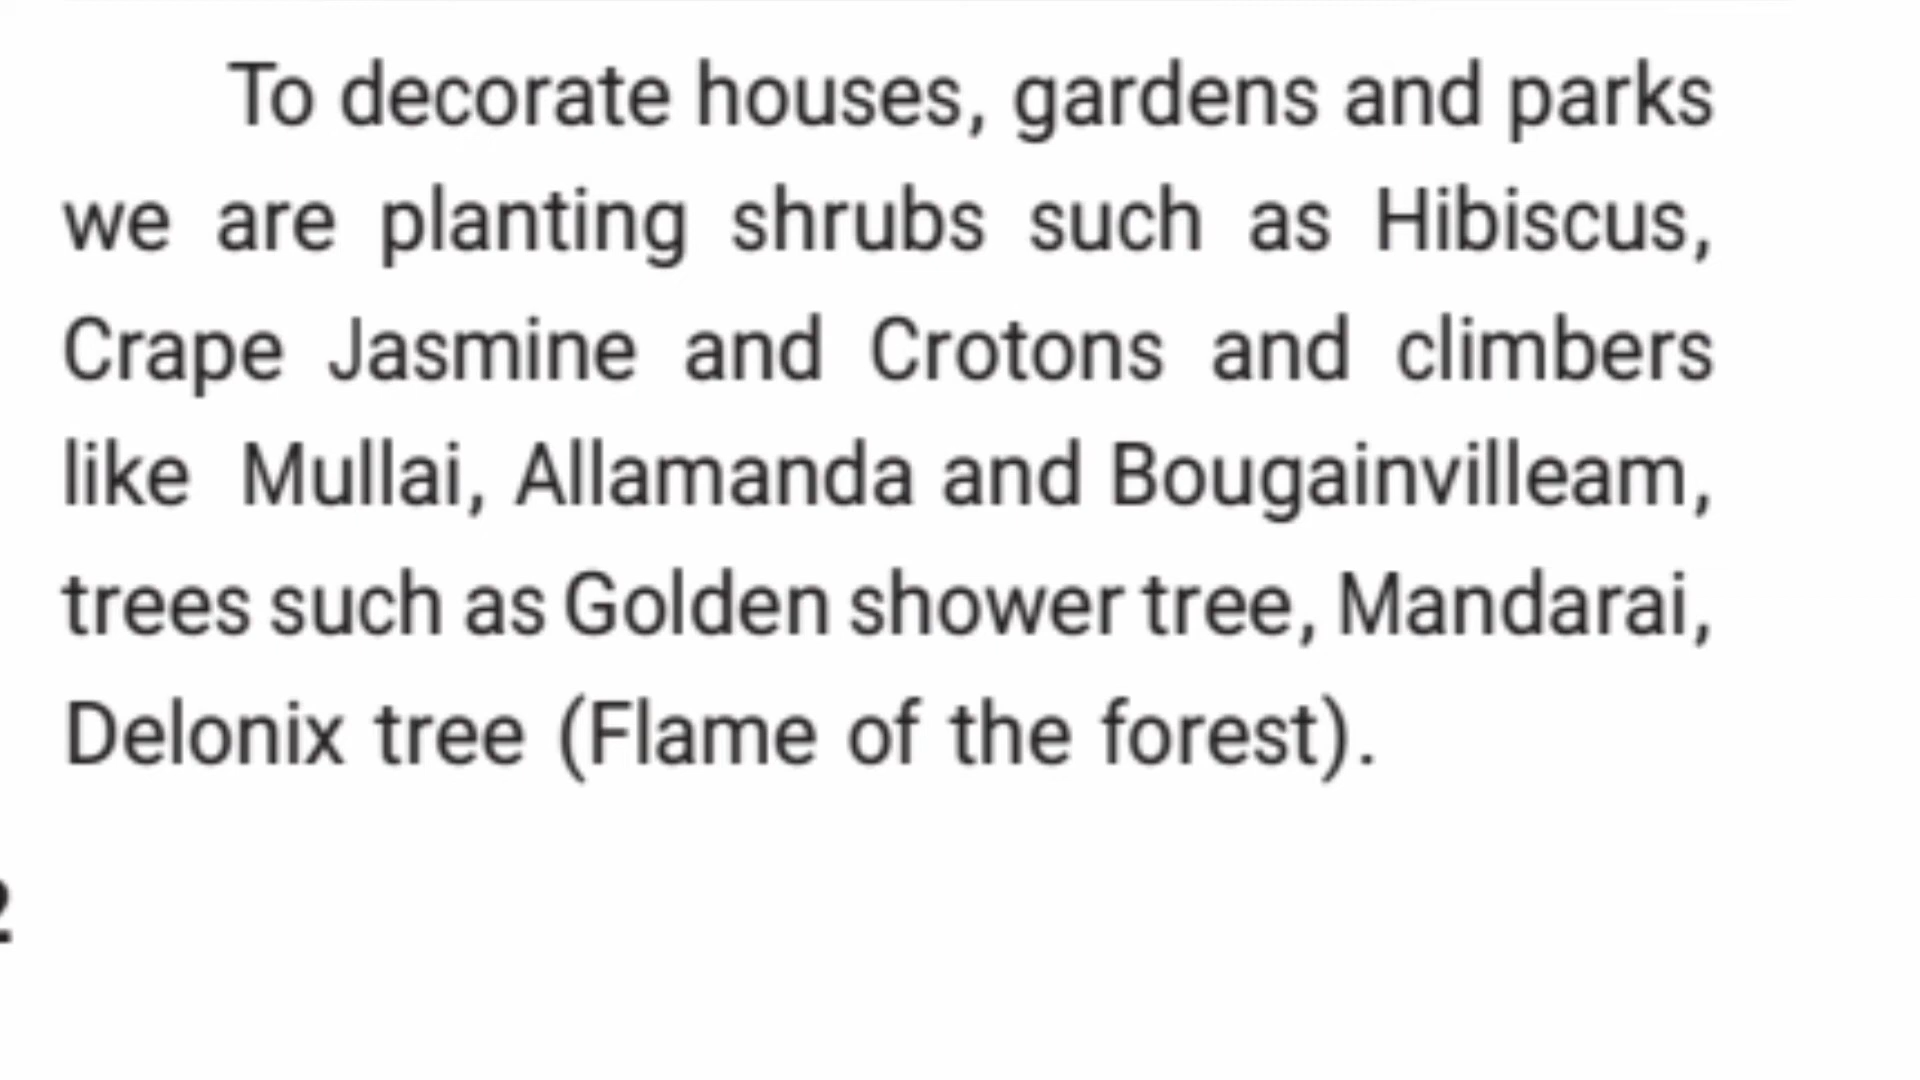 To decorate houses, gardens and parks
we are planting shrubs such as Hibiscus,
Crape Jasmine and Crotons and climbers
like Mullai, Allamanda and Bougainvilleam,
trees such as Golden shower tree, Mandarai,
Delonix tree (Flame of the forest).
2